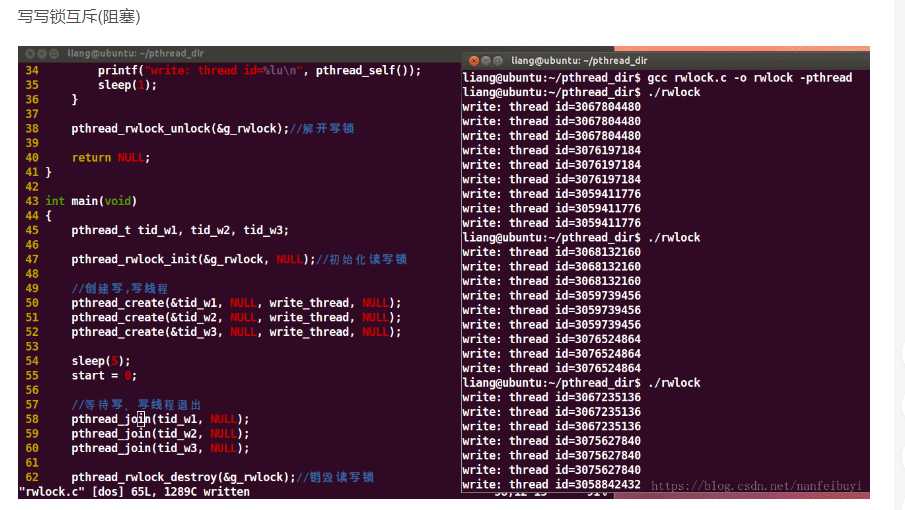 写写锁互斥(阻塞)
liang@ubuntu: ~/pthread_dir
34 printf("write: thread id=%lu\n", pthread_self());
35 sleep(1);
36 }
37
38 pthread_rwlock_unlock(&g_rwlock);//解开写锁
39
40 return NULL;
41 }
42
43 int main(void)
44 {
45 pthread_t tid_w1, tid_w2, tid_w3;
46
47 pthread_rwlock_init(&g_rwlock, NULL);//初始化读写锁
48
49 //创建写,写线程
50 pthread_create(&tid_w1, NULL, write_thread, NULL);
51 pthread_create(&tid_w2, NULL, write_thread, NULL);
52 pthread_create(&tid_w3, NULL, write_thread, NULL);
53
54 sleep(5);
55 start = 0;
56
57 //等待写、写线程退出
58 pthread_join(tid_w1, NULL);
59 pthread_join(tid_w2, NULL);
60 pthread_join(tid_w3, NULL);
61
62 pthread_rwlock_destroy(&g_rwlock);//销毁读写锁
"rwlock.c" [dos] 65L, 1289C written
liang@ubuntu: ~/pthread_dir
liang@ubuntu:~/pthread_dir$ gcc rwlock.c -o rwlock -pthread
liang@ubuntu:~/pthread_dir$ ./rwlock
write: thread id=3067804480
write: thread id=3067804480
write: thread id=3067804480
write: thread id=3076197184
write: thread id=3076197184
write: thread id=3076197184
write: thread id=3059411776
write: thread id=3059411776
write: thread id=3059411776
liang@ubuntu:~/pthread_dir$ ./rwlock
write: thread id=3068132160
write: thread id=3068132160
write: thread id=3068132160
write: thread id=3059739456
write: thread id=3059739456
write: thread id=3059739456
write: thread id=3076524864
write: thread id=3076524864
write: thread id=3076524864
liang@ubuntu:~/pthread_dir$ ./rwlock
write: thread id=3067235136
write: thread id=3067235136
write: thread id=3067235136
write: thread id=3075627840
write: thread id=3075627840
write: thread id=3075627840
write: thread id=3058842432
https://blog.csdn.net/nanfeibuyi